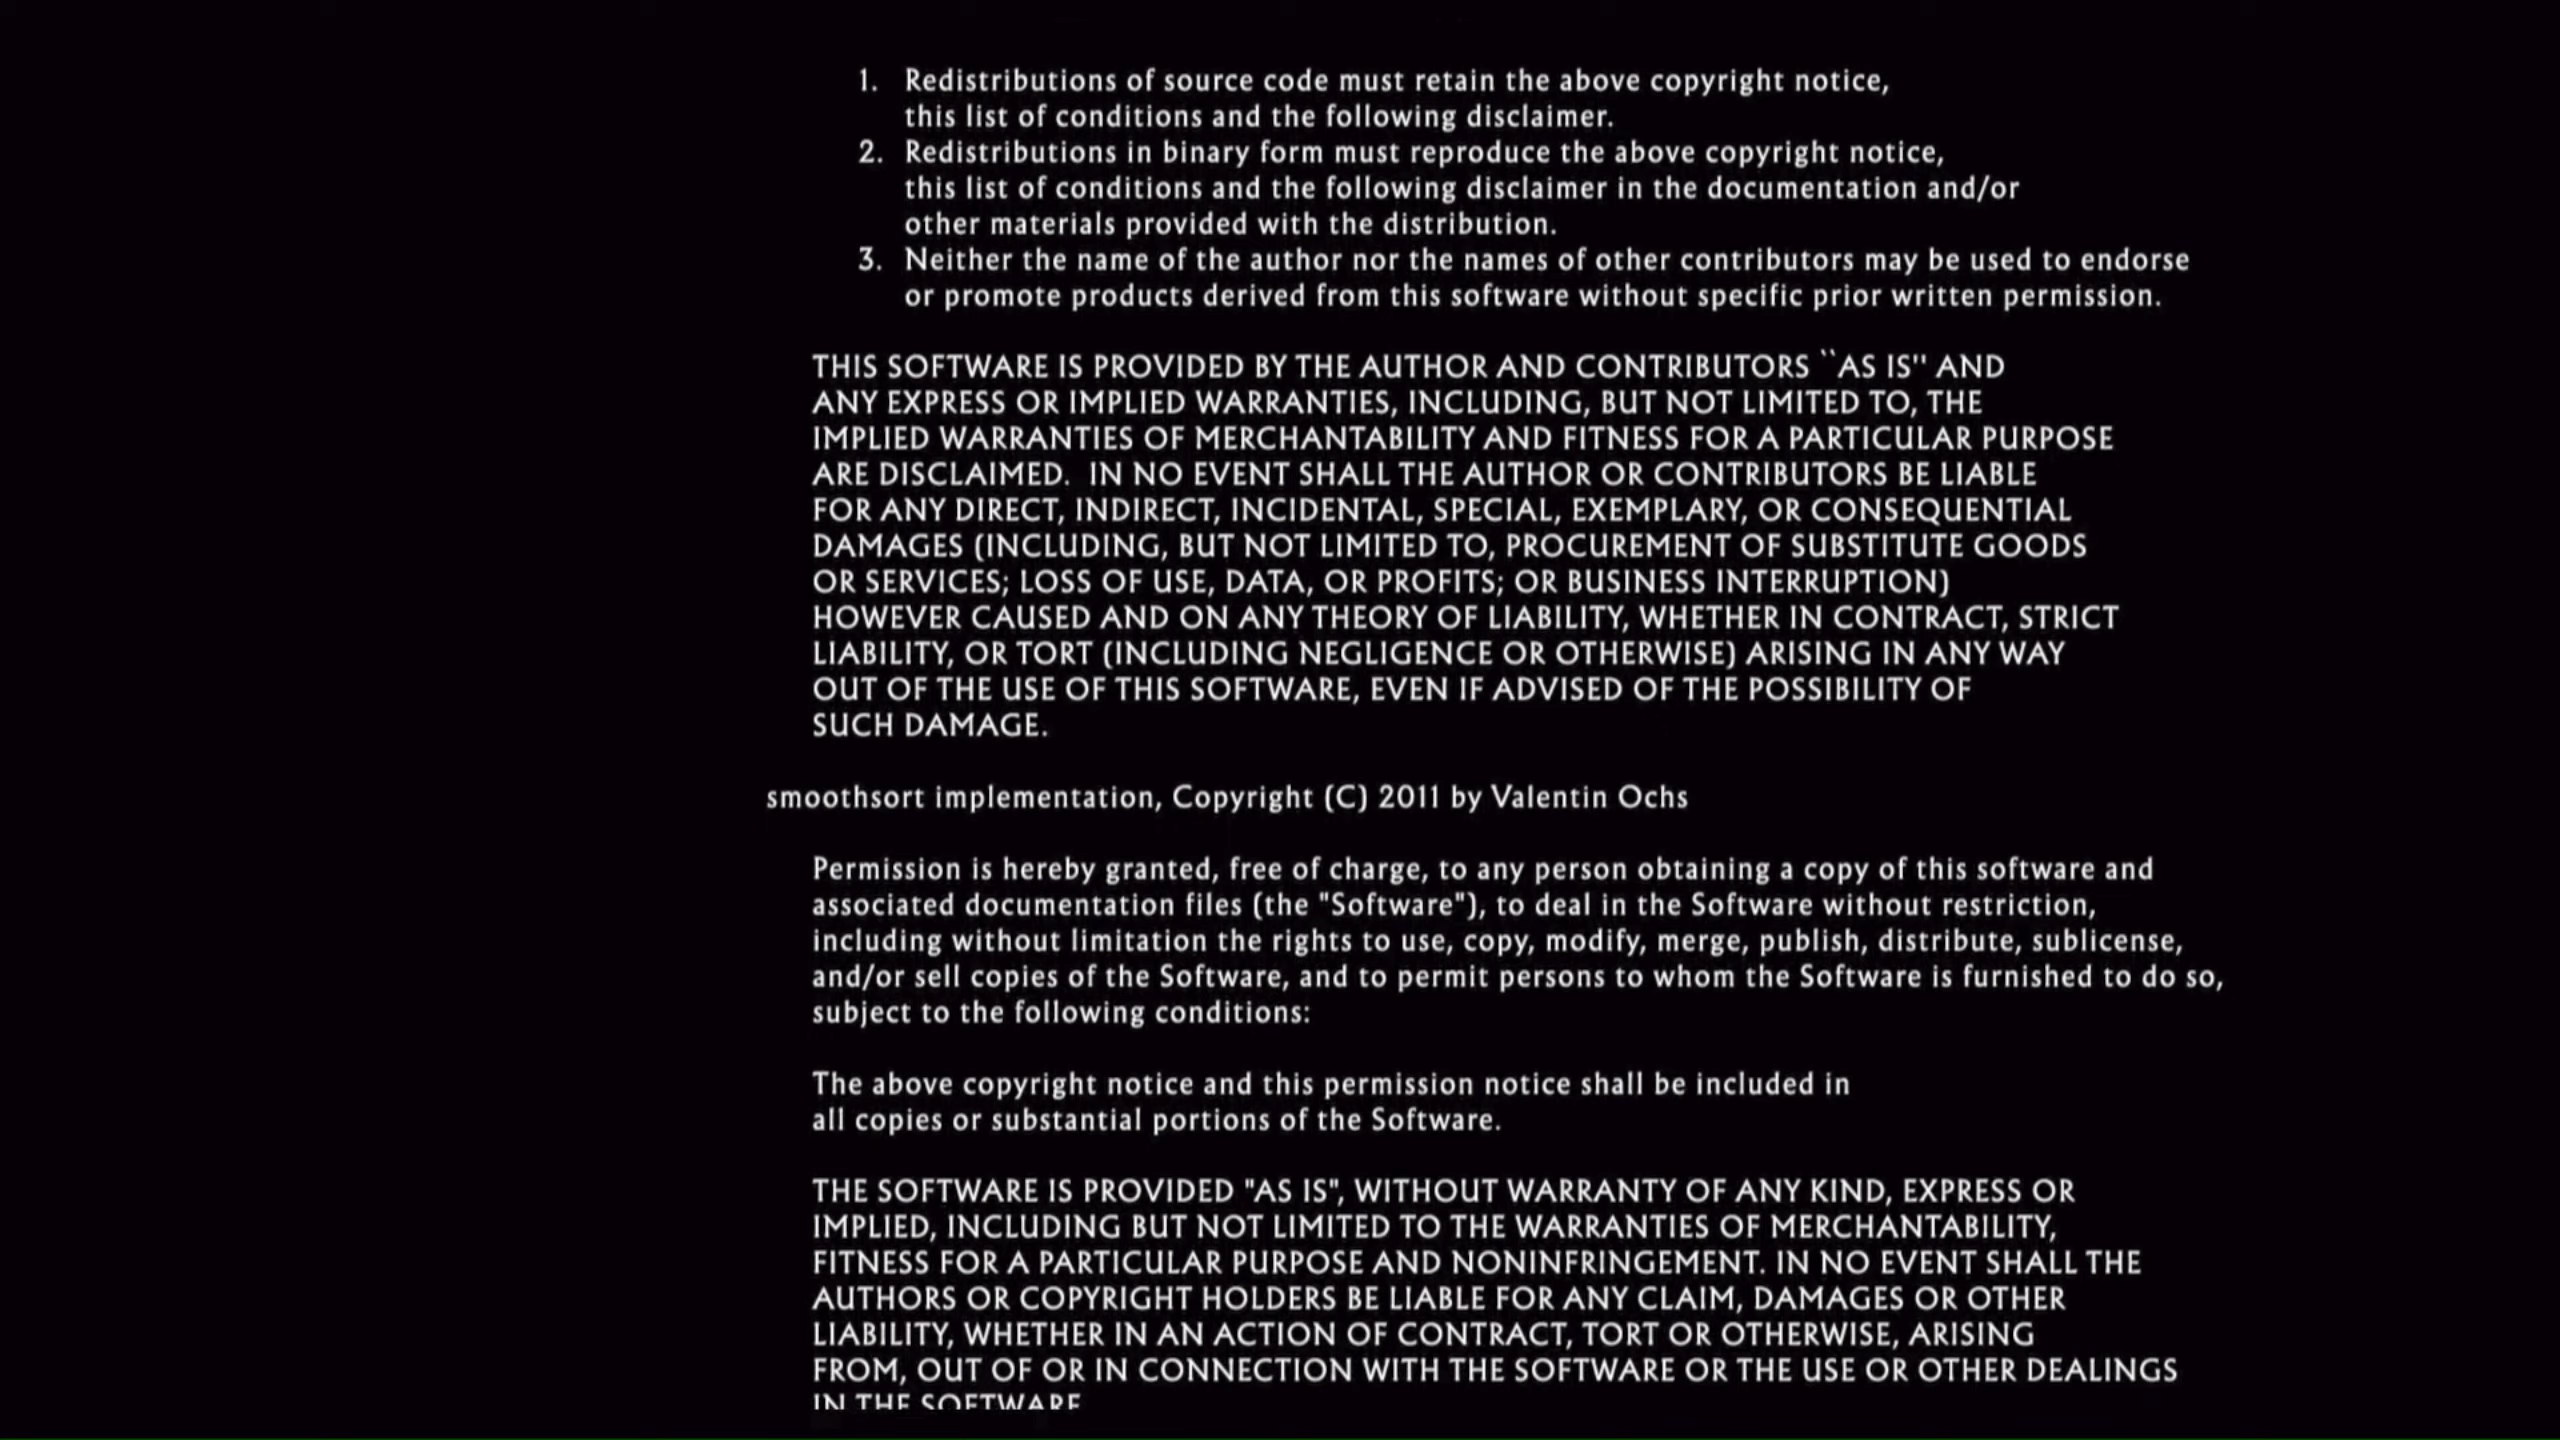 1. Redistributions of source code must retain the above copyright notice,
this list of conditions and the following disclaimer.
2. Redistributions in binary form must reproduce the above copyright notice,
this list of conditions and the following disclaimer in the documentation and/or
other materials provided with the distribution.
3. Neither the name of the author nor the names of other contributors may be used to endorse
or promote products derived from this software without specific prior written permission.
THIS SOFTWARE IS PROVIDED BY THE AUTHOR AND CONTRIBUTORS ``AS IS'' AND
ANY EXPRESS OR IMPLIED WARRANTIES, INCLUDING, BUT NOT LIMITED TO, THE
IMPLIED WARRANTIES OF MERCHANTABILITY AND FITNESS FOR A PARTICULAR PURPOSE
ARE DISCLAIMED.  IN NO EVENT SHALL THE AUTHOR OR CONTRIBUTORS BE LIABLE
FOR ANY DIRECT, INDIRECT, INCIDENTAL, SPECIAL, EXEMPLARY, OR CONSEQUENTIAL
DAMAGES (INCLUDING, BUT NOT LIMITED TO, PROCUREMENT OF SUBSTITUTE GOODS
OR SERVICES; LOSS OF USE, DATA, OR PROFITS; OR BUSINESS INTERRUPTION)
HOWEVER CAUSED AND ON ANY THEORY OF LIABILITY, WHETHER IN CONTRACT, STRICT
LIABILITY, OR TORT (INCLUDING NEGLIGENCE OR OTHERWISE) ARISING IN ANY WAY
OUT OF THE USE OF THIS SOFTWARE, EVEN IF ADVISED OF THE POSSIBILITY OF
SUCH DAMAGE.
smoothsort implementation, Copyright (C) 2011 by Valentin Ochs
Permission is hereby granted, free of charge, to any person obtaining a copy of this software and
associated documentation files (the "Software"), to deal in the Software without restriction,
including without limitation the rights to use, copy, modify, merge, publish, distribute, sublicense,
and/or sell copies of the Software, and to permit persons to whom the Software is furnished to do so,
subject to the following conditions:
The above copyright notice and this permission notice shall be included in
all copies or substantial portions of the Software.
THE SOFTWARE IS PROVIDED "AS IS", WITHOUT WARRANTY OF ANY KIND, EXPRESS OR
IMPLIED, INCLUDING BUT NOT LIMITED TO THE WARRANTIES OF MERCHANTABILITY,
FITNESS FOR A PARTICULAR PURPOSE AND NONINFRINGEMENT. IN NO EVENT SHALL THE
AUTHORS OR COPYRIGHT HOLDERS BE LIABLE FOR ANY CLAIM, DAMAGES OR OTHER
LIABILITY, WHETHER IN AN ACTION OF CONTRACT, TORT OR OTHERWISE, ARISING
FROM, OUT OF OR IN CONNECTION WITH THE SOFTWARE OR THE USE OR OTHER DEALINGS
IN THE SOFTWARE